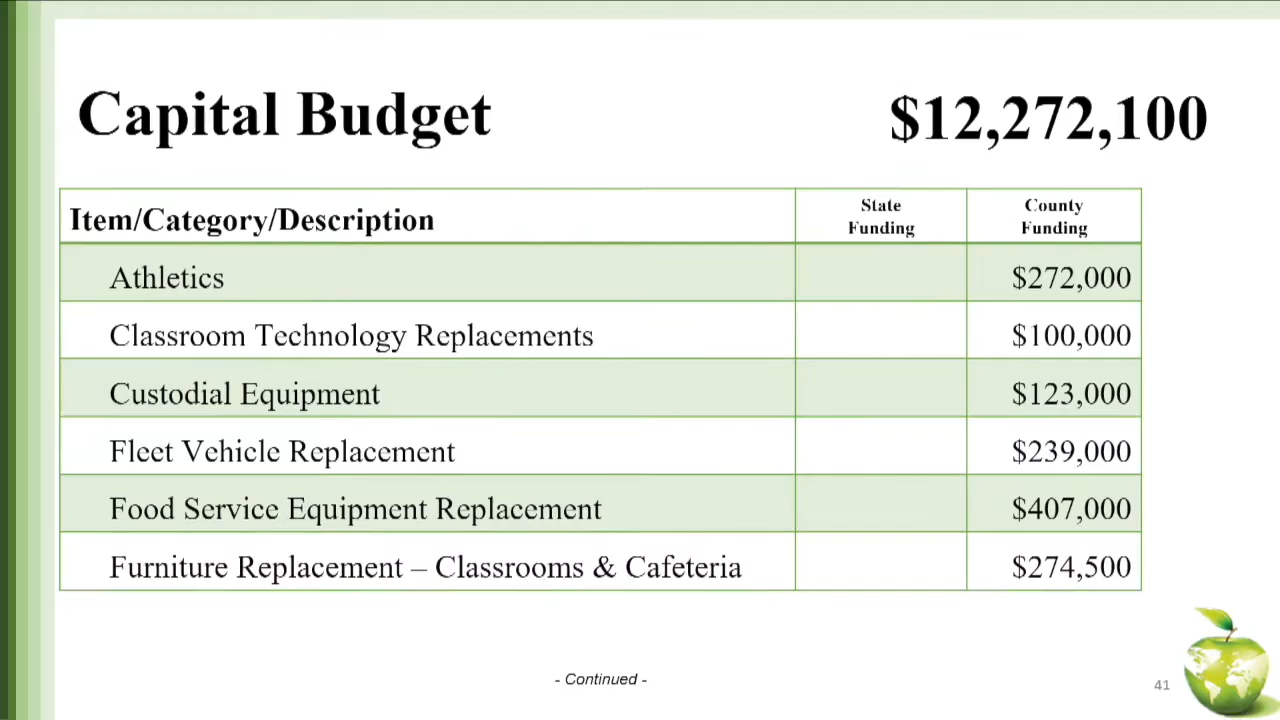 Capital Budget $12,272,100
Item/Category/Description State Funding County Funding
Athletics $272,000
Classroom Technology Replacements $100,000
Custodial Equipment $123,000
Fleet Vehicle Replacement $239,000
Food Service Equipment Replacement $407,000
Furniture Replacement – Classrooms & Cafeteria $274,500
- Continued -
41